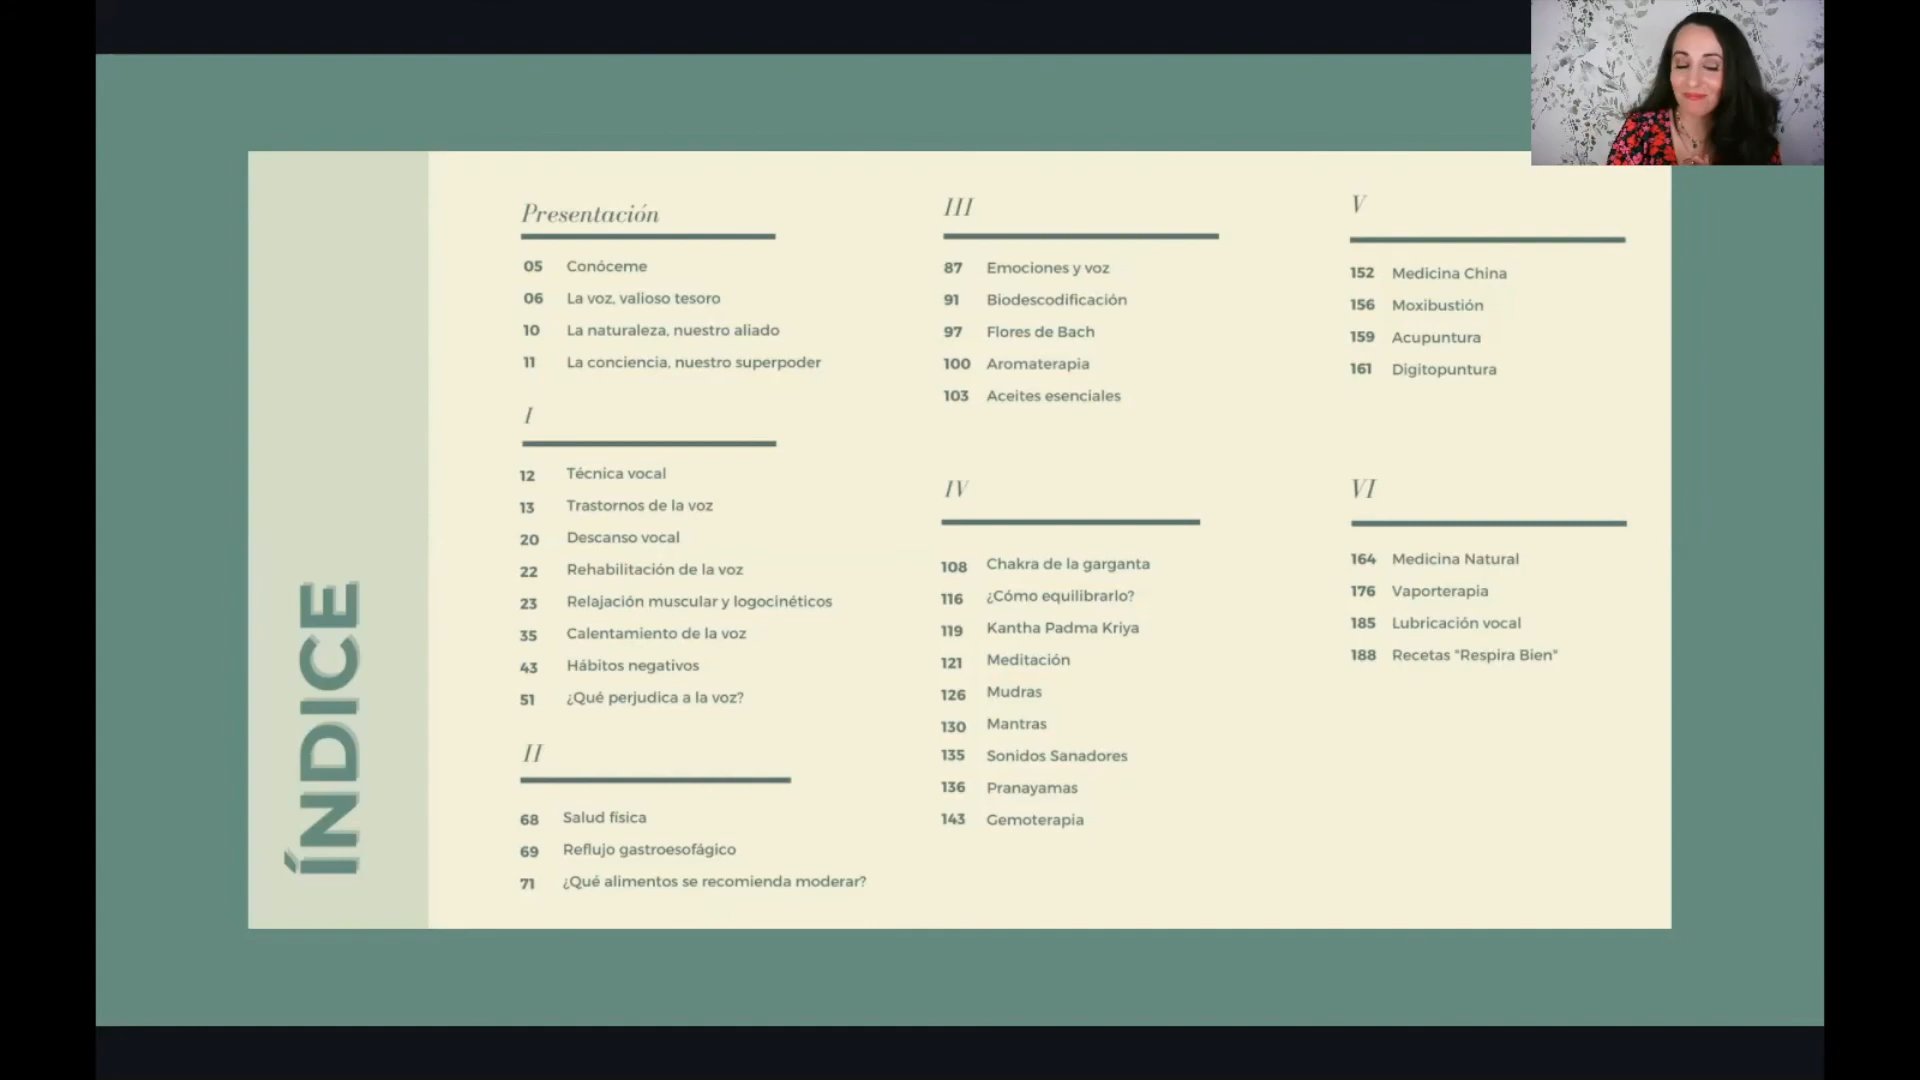 ÍNDICE
Presentación
05 Conóceme
06 La voz, valioso tesoro
10 La naturaleza, nuestro aliado
11 La conciencia, nuestro superpoder
I
12 Técnica vocal
13 Trastornos de la voz
20 Descanso vocal
22 Rehabilitación de la voz
23 Relajación muscular y logocinéticos
35 Calentamiento de la voz
43 Hábitos negativos
51 ¿Qué perjudica a la voz?
II
68 Salud física
69 Reflujo gastroesofágico
71 ¿Qué alimentos se recomienda moderar?
III
87 Emociones y voz
91 Biodescodificación
97 Flores de Bach
100 Aromaterapia
103 Aceites esenciales
IV
108 Chakra de la garganta
116 ¿Cómo equilibrarlo?
119 Kantha Padma Kriya
121 Meditación
126 Mudras
130 Mantras
135 Sonidos Sanadores
136 Pranayamas
143 Gemoterapia
V
152 Medicina China
156 Moxibustión
159 Acupuntura
161 Digitopuntura
VI
164 Medicina Natural
176 Vaporterapia
185 Lubricación vocal
188 Recetas "Respira Bien"